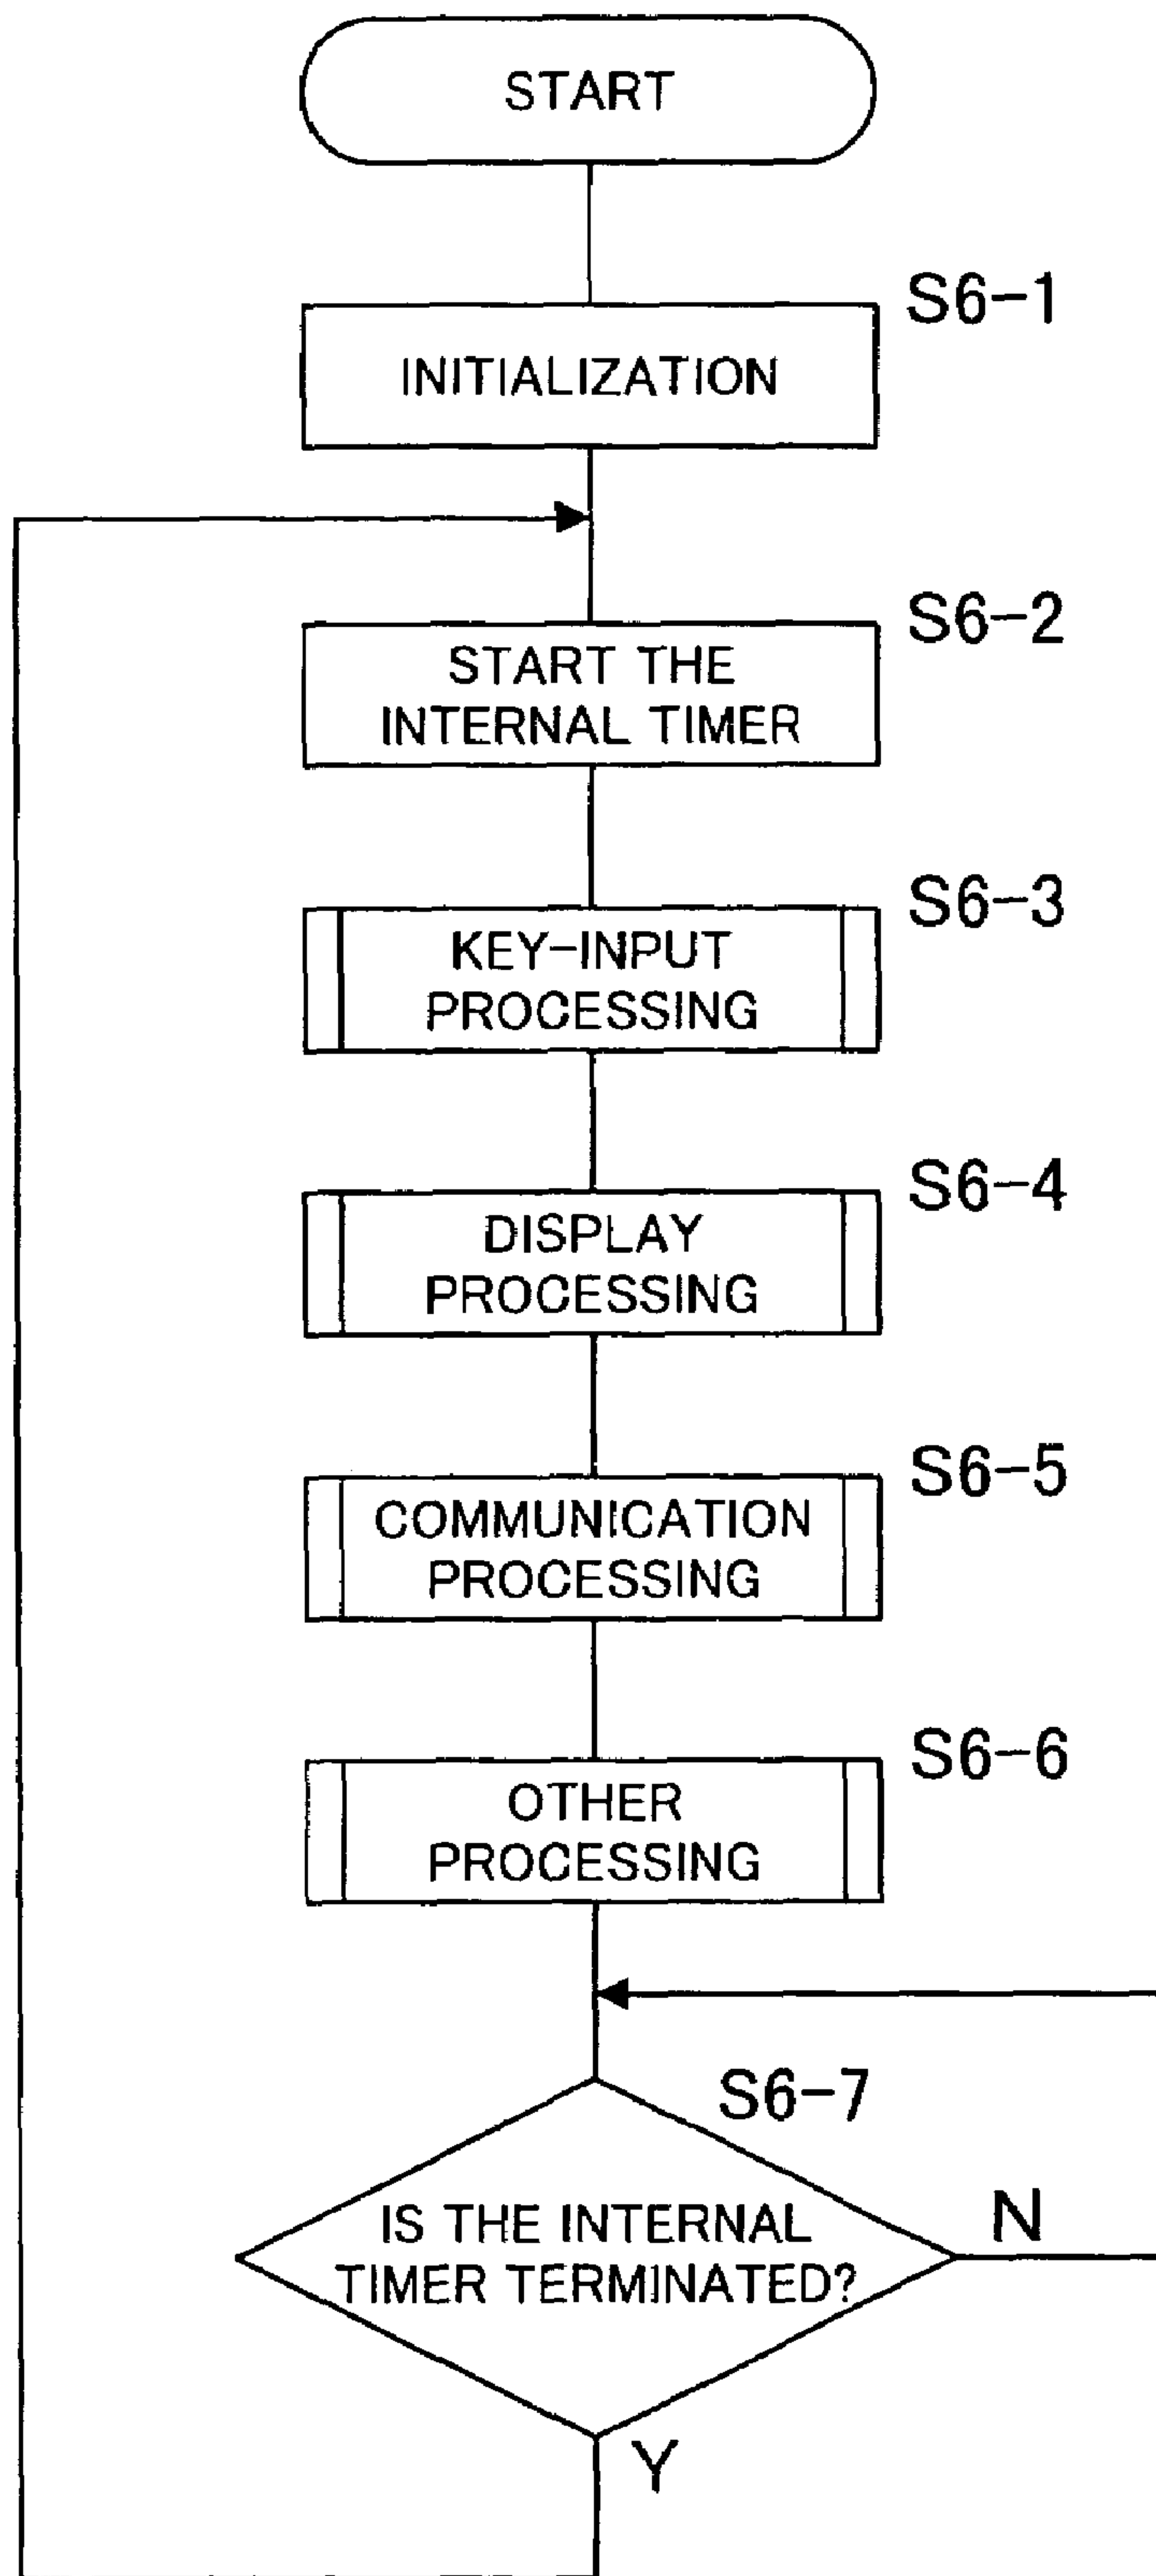 START
S6-1
INITIALIZATION
S6-2
START THE
INTERNAL TIMER
S6-3
KEY-INPUT
PROCESSING
S6-4
DISPLAY
PROCESSING
S6-5
COMMUNICATION
PROCESSING
S6-6
OTHER
PROCESSING
S6-7
IS THE INTERNAL
TIMER TERMINATED?
N
Y